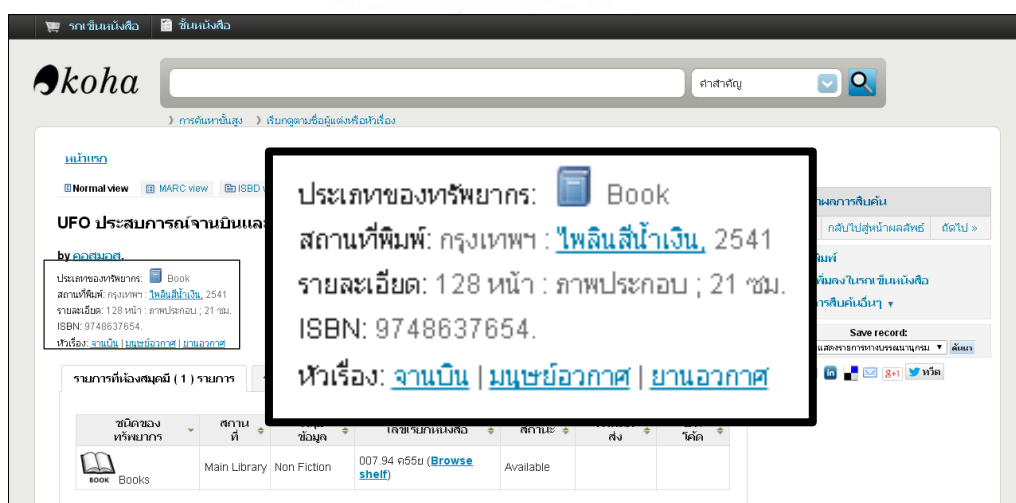 รถเข็นหนังสือ ชั้นหนังสือ
koha
คำสำคัญ
การค้นหาขั้นสูง เรียกดูตามชื่อผู้แต่งหรือหัวเรื่อง
หน้าแรก
Normal view MARC view ISBD
UFO ประสบการณ์จานบินและ
by คอสมอส.
ประเภทของทรัพยากร: Book
สถานที่พิมพ์: กรุงเทพฯ : ไพลินสีน้ำเงิน, 2541
รายละเอียด: 128 หน้า : ภาพประกอบ ; 21 ซม.
ISBN: 9748637654.
หัวเรื่อง: จานบิน | มนุษย์อวกาศ | ยานอวกาศ
ประเภทของทรัพยากร: Book
สถานที่พิมพ์: กรุงเทพฯ : ไพลินสีน้ำเงิน, 2541
รายละเอียด: 128 หน้า : ภาพประกอบ ; 21 ซม.
ISBN: 9748637654.
หัวเรื่อง: จานบิน | มนุษย์อวกาศ | ยานอวกาศ
กลับไปสู่หน้าผลลัพธ์ ถัดไป »
Save record:
ค้นหา
ทวีต
รายการที่ห้องสมุดมี ( 1 ) รายการ
ชนิดของทรัพยากร สถานที่ ข้อมูล เลขเรียกหนังสือ สถานะ ส่ง โค้ด
BOOK Books Main Library Non Fiction 007.94 ค55ย (Browse shelf) Available